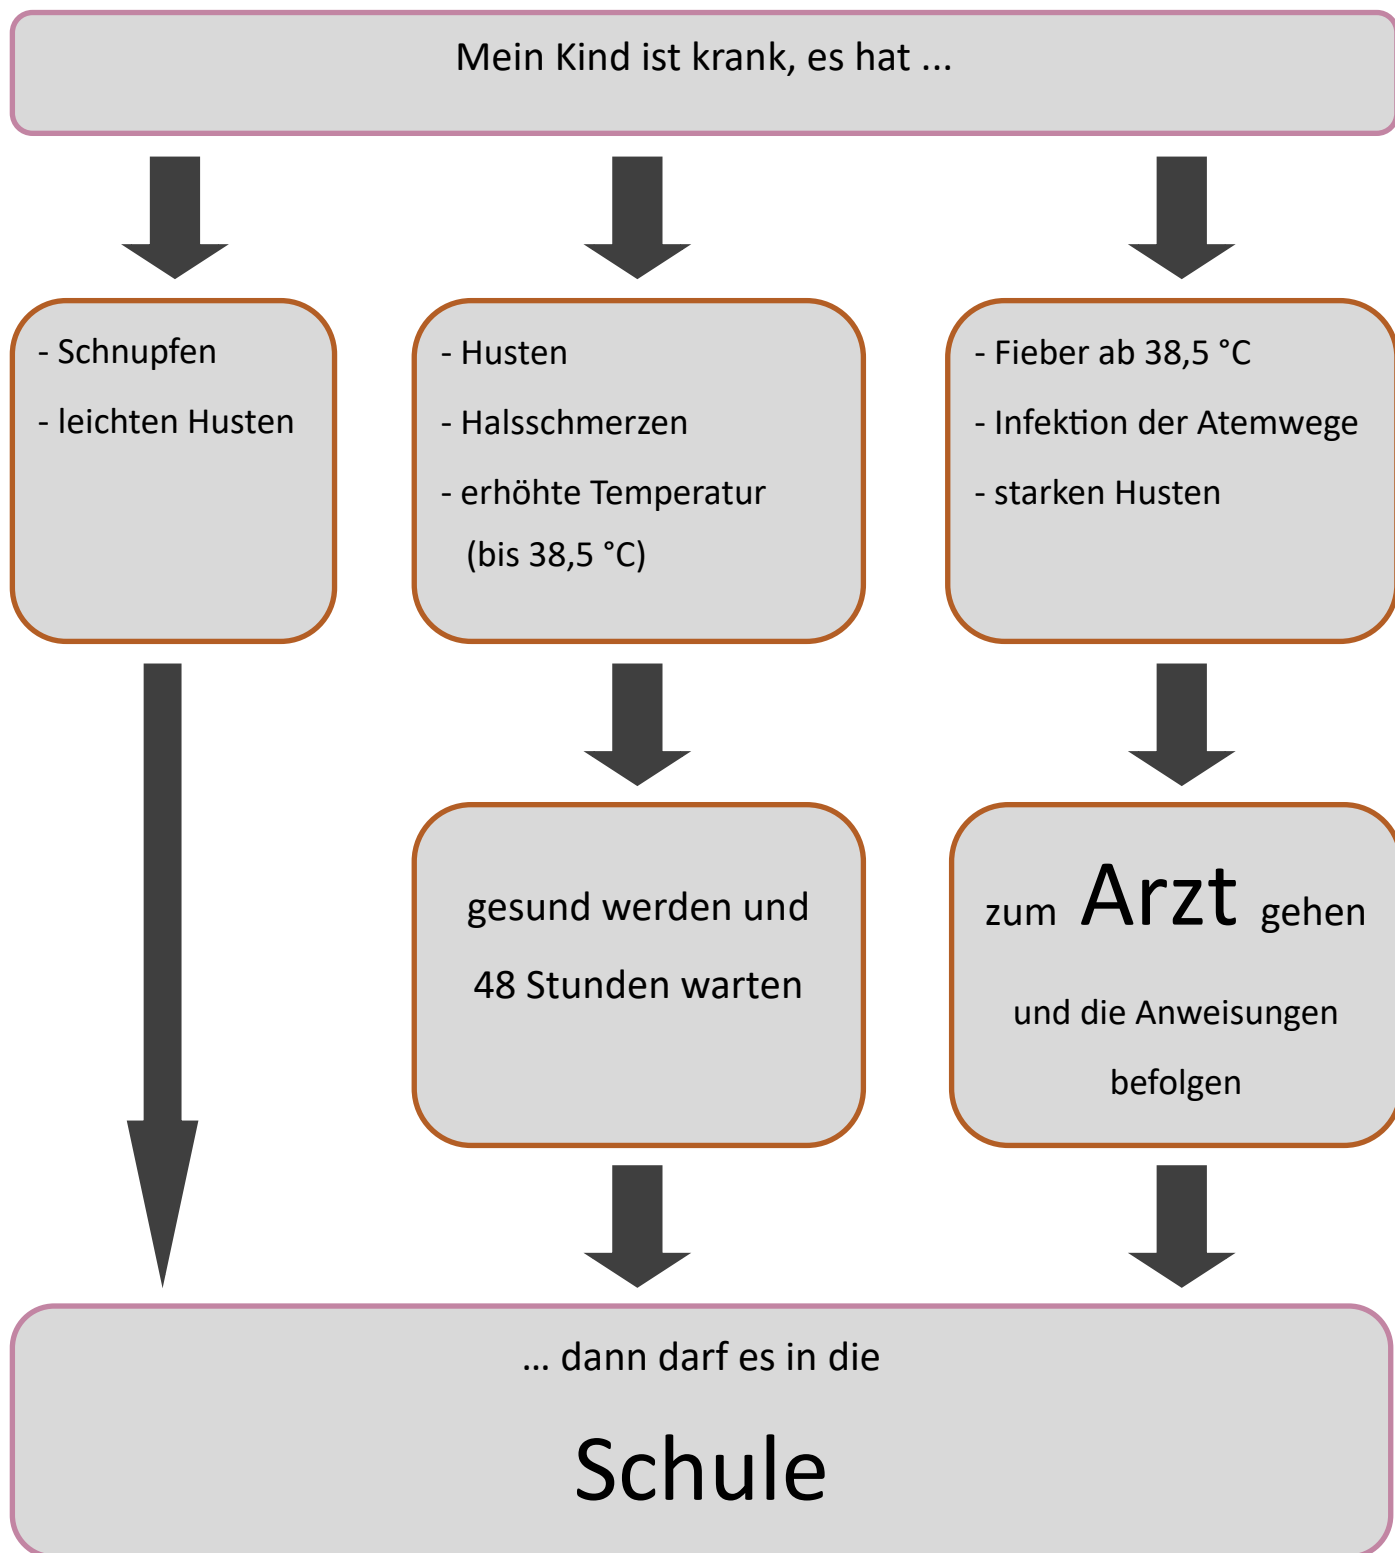 Mein Kind ist krank, es hat ...
- Schnupfen
- leichten Husten
- Husten
- Halsschmerzen
- erhöhte Temperatur
(bis 38,5 °C)
- Fieber ab 38,5 °C
- Infektion der Atemwege
- starken Husten
gesund werden und
48 Stunden warten
zum Arzt gehen
und die Anweisungen
befolgen
... dann darf es in die
Schule